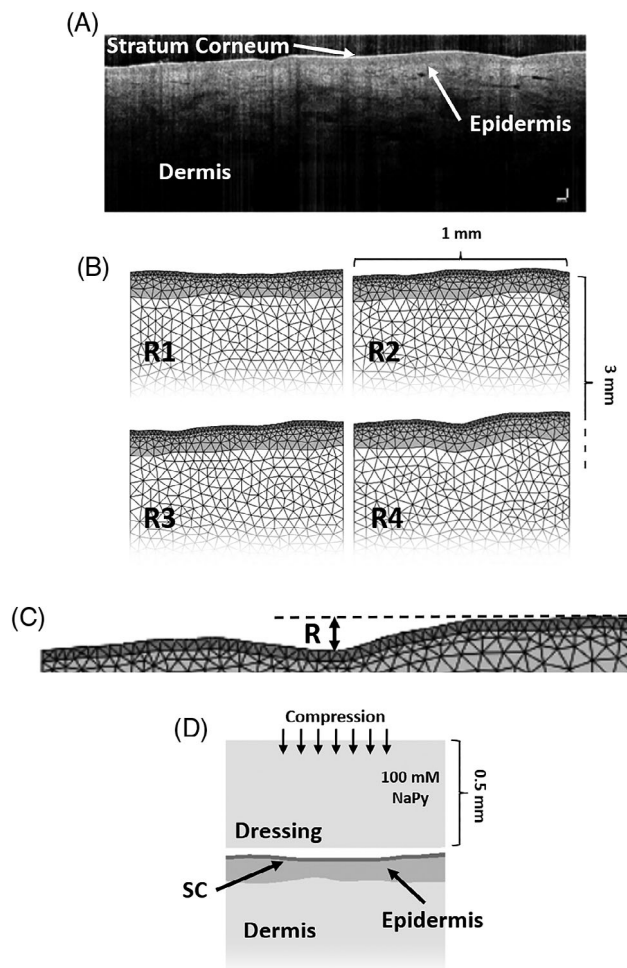 (A)
Stratum Corneum
Epidermis
Dermis
(B)
1 mm
R1
R2
3 mm
R3
R4
(C)
R
(D)
Compression
100 mM
NaPy
0.5 mm
Dressing
SC
Epidermis
Dermis